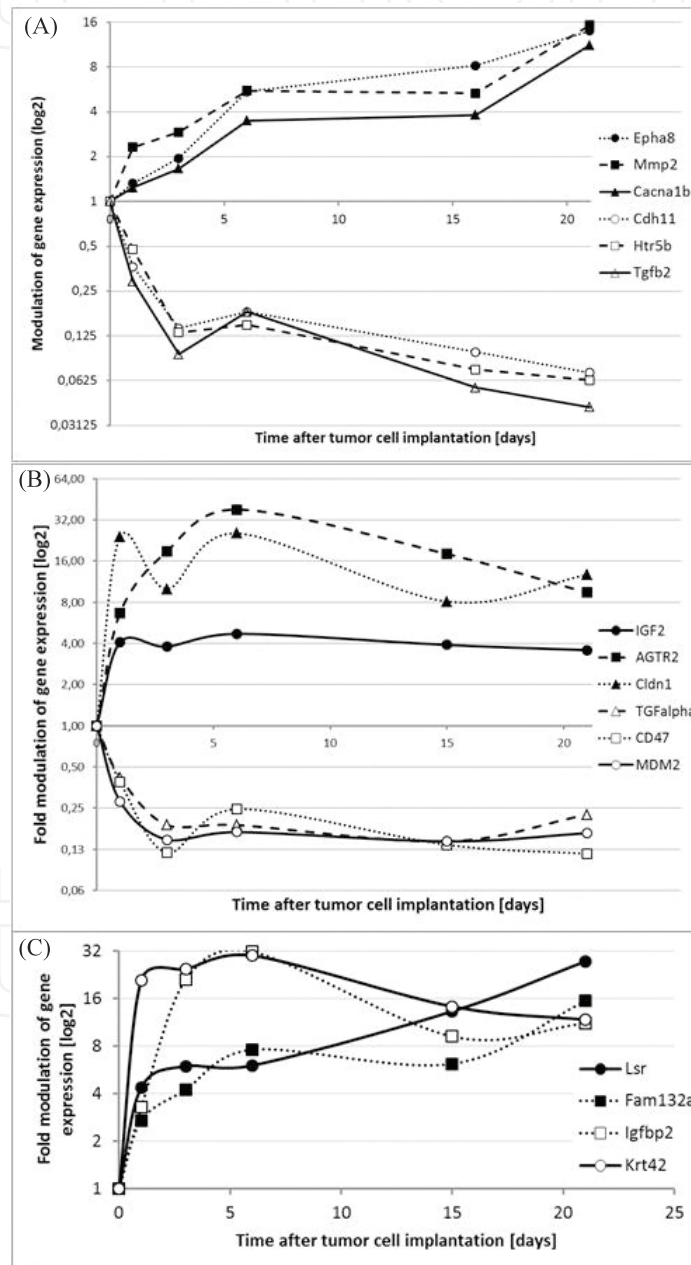 (A)
Modulation of gene expression (log2)
16
8
4
2
1
0,5
0,25
0,125
0,0625
0,03125
0
5
10
15
20
Epha8
Mmp2
Cacna1b
Cdh11
Htr5b
Tgfb2
Time after tumor cell implantation [days]
(B)
Fold modulation of gene expression [log2]
64,00
32,00
16,00
8,00
4,00
2,00
1,00
0,50
0,25
0,13
0,06
0
5
10
15
20
IGF2
AGTR2
Cldn1
TGFalpha
CD47
MDM2
Time after tumor cell implantation [days]
(C)
Fold modulation of gene
expression [log2]
32
16
8
4
2
1
0
5
10
15
20
25
Lsr
Fam132a
Igfbp2
Krt42
Time after tumor cell implantation [days]